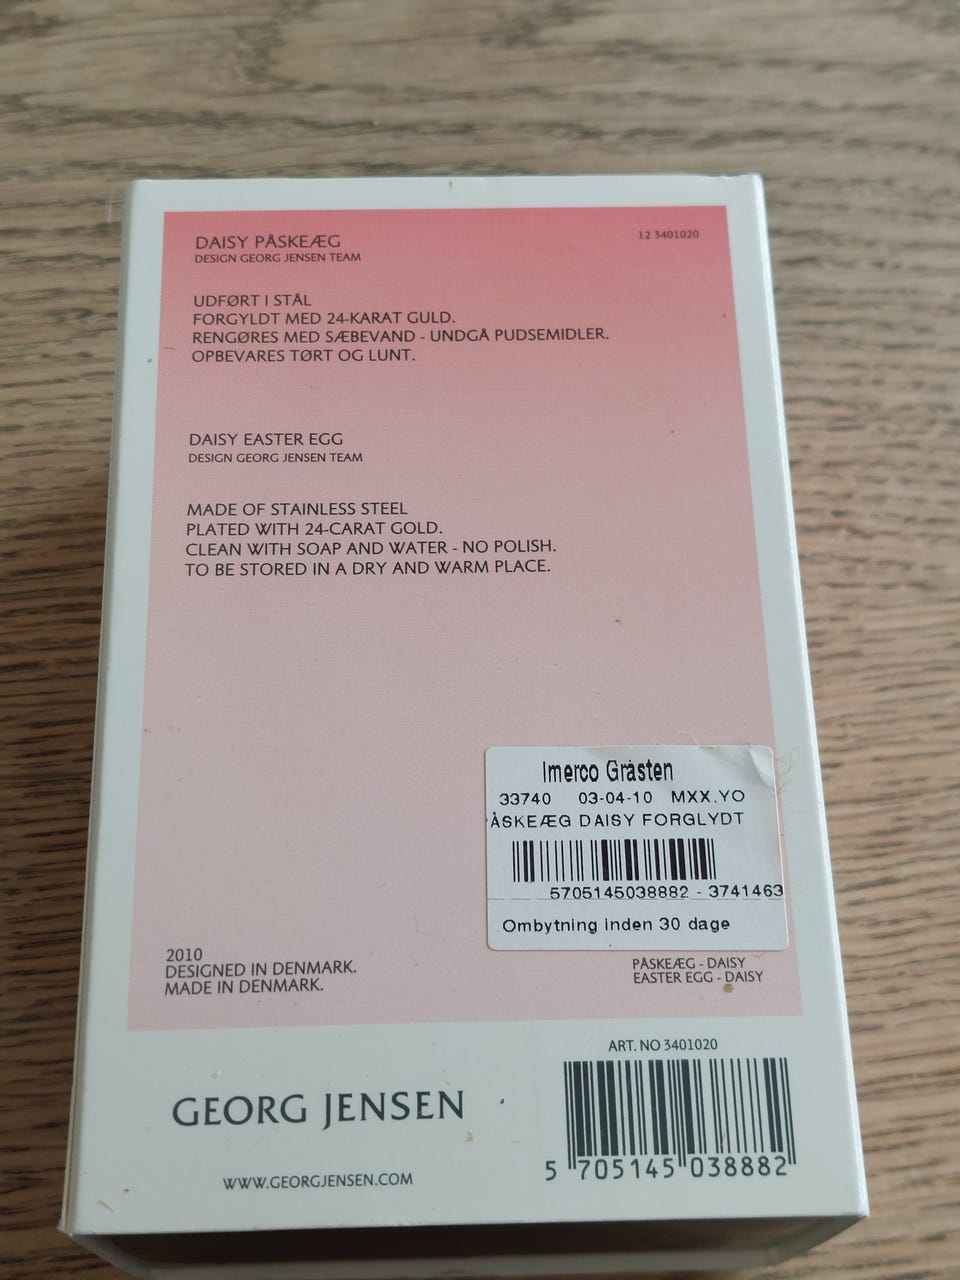 DAISY PÅSKEÆG
DESIGN GEORG JENSEN TEAM
12 3401020
UDFØRT I STÅL
FORGYLDT MED 24-KARAT GULD.
RENGØRES MED SÆBEVAND - UNDGÅ PUDSEMIDLER.
OPBEVARES TØRT OG LUNT.
DAISY EASTER EGG
DESIGN GEORG JENSEN TEAM
MADE OF STAINLESS STEEL
PLATED WITH 24-CARAT GOLD.
CLEAN WITH SOAP AND WATER - NO POLISH.
TO BE STORED IN A DRY AND WARM PLACE.
Imerco Gråsten
33740 03-04-10 MXX.YO
ÅSKEÆG DAISY FORGLYDT
5705145038882 - 3741463
Ombytning inden 30 dage
2010
DESIGNED IN DENMARK.
MADE IN DENMARK.
PÅSKEÆG - DAISY
EASTER EGG - DAISY
ART. NO 3401020
GEORG JENSEN
5 705145 038882
WWW.GEORGJENSEN.COM